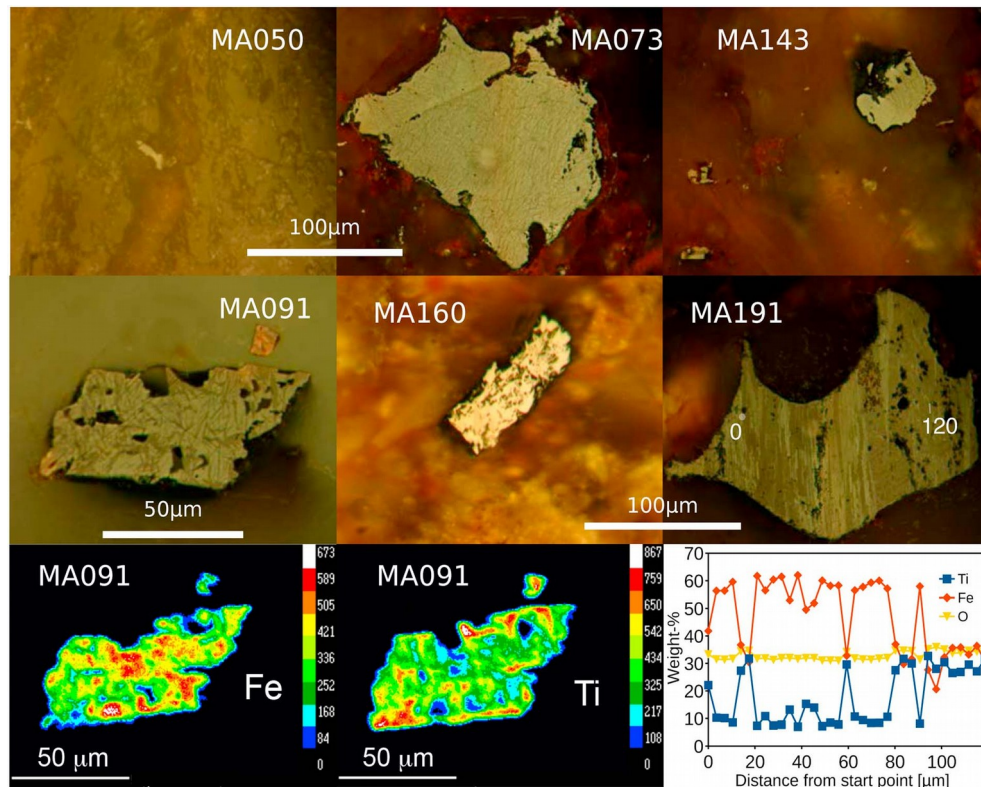 MA050
MA073
MA143
100µm
MA091
MA160
MA191
0
120
50µm
100µm
MA091
673
589
505
421
336
252
168
84
0
Fe
50 µm
MA091
867
759
650
542
434
325
217
108
0
Ti
50 µm
70
60
50
40
30
20
10
0
Weight-%
Ti
Fe
O
0 20 40 60 80 100
Distance from start point [µm]